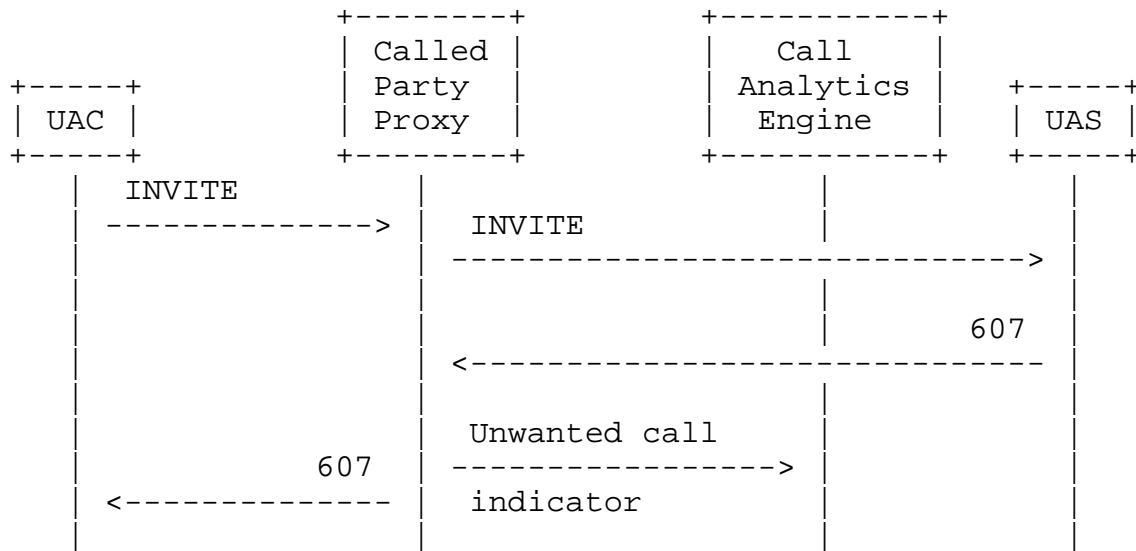 Called
Party
Proxy
Call
Analytics
Engine
UAC
UAS
INVITE
INVITE
607
Unwanted call
607
indicator